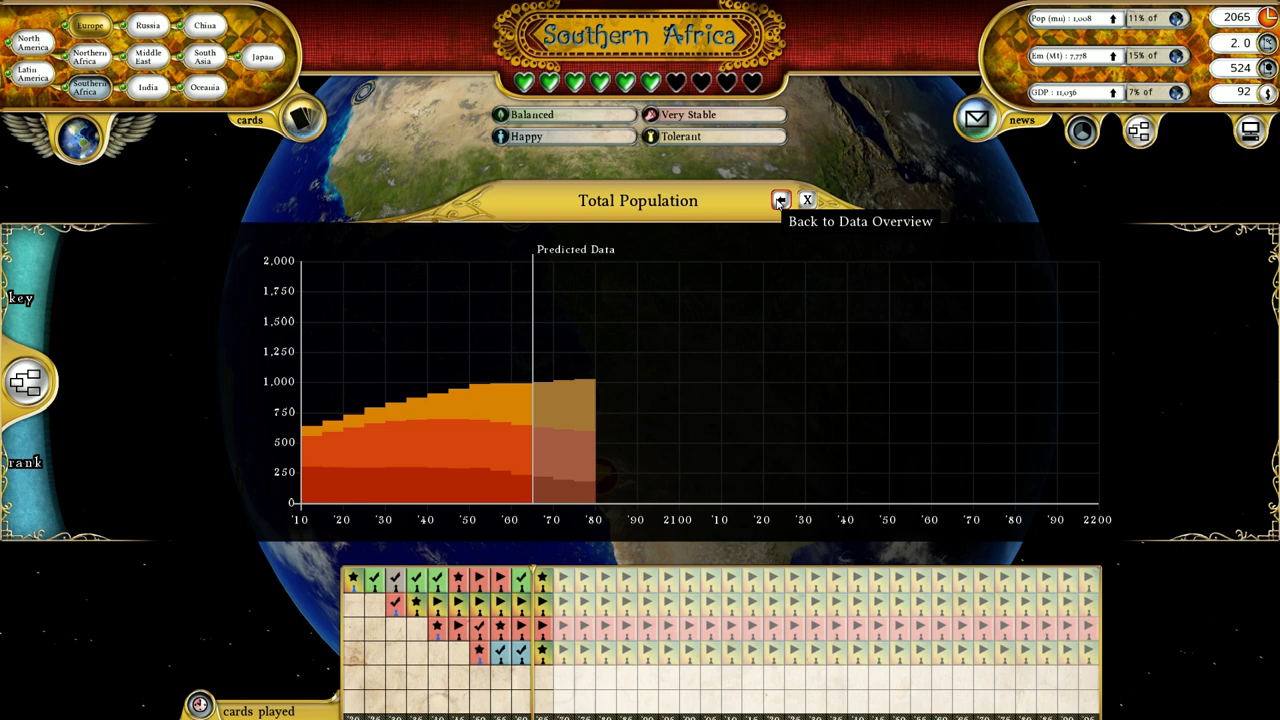 Southern Africa
North America
Europe
Russia
China
Northern Africa
Middle East
South Asia
Japan
Latin America
Southern Africa
India
Oceania
cards
Pop (mn) : 1,008
11% of
2065
Em (Mt) : 7,778
15% of
2. 0
524
GDP : 11,036
7% of
92
news
Balanced
Very Stable
Happy
Tolerant
Total Population
X
Back to Data Overview
Predicted Data
key
rank
2,000
1,750
1,500
1,250
1,000
750
500
250
0
'10 '20 '30 '40 '50 '60 '70 '80 '90 2100 '10 '20 '30 '40 '50 '60 '70 '80 '90 2200
cards played